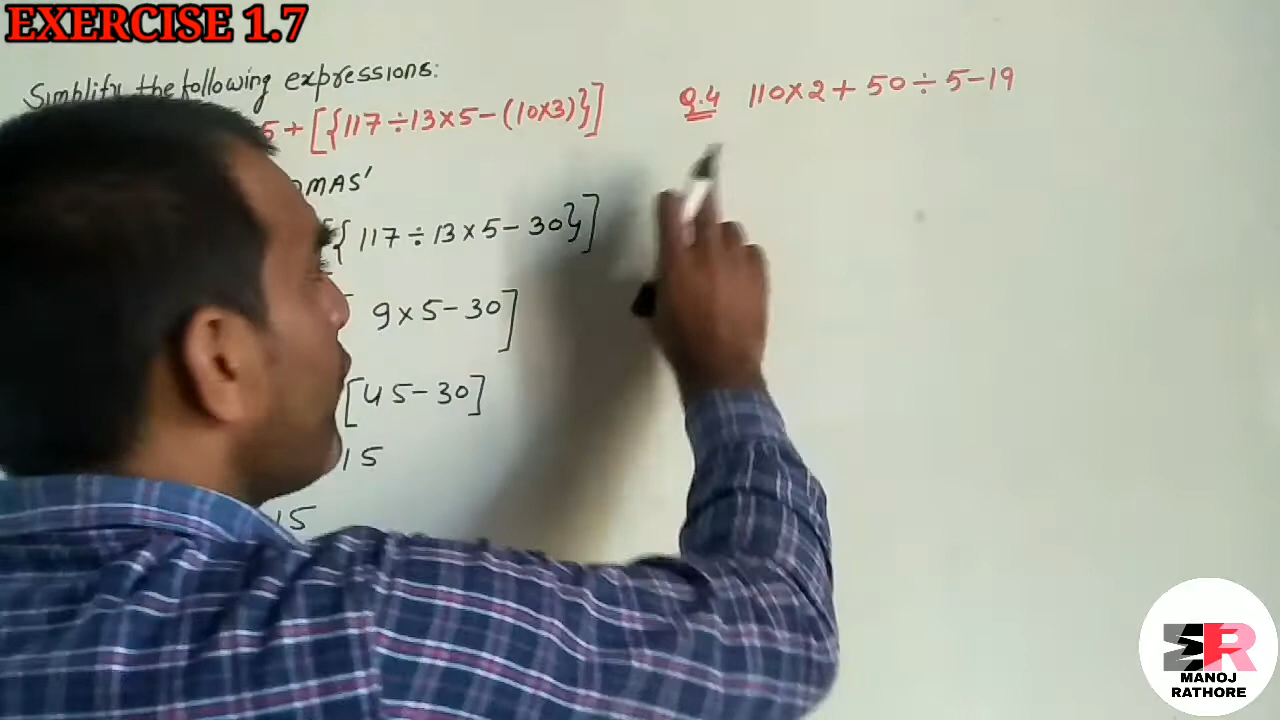 EXERCISE 1.7
Simplify the following expressions:
5 + [{117 ÷ 13 × 5 - (10×3)}]
OMAS'
{117 ÷ 13 × 5 - 30}]
9 × 5 - 30]
[45 - 30]
15
15
Q.4 110 × 2 + 50 ÷ 5 - 19
MANOJ
RATHORE